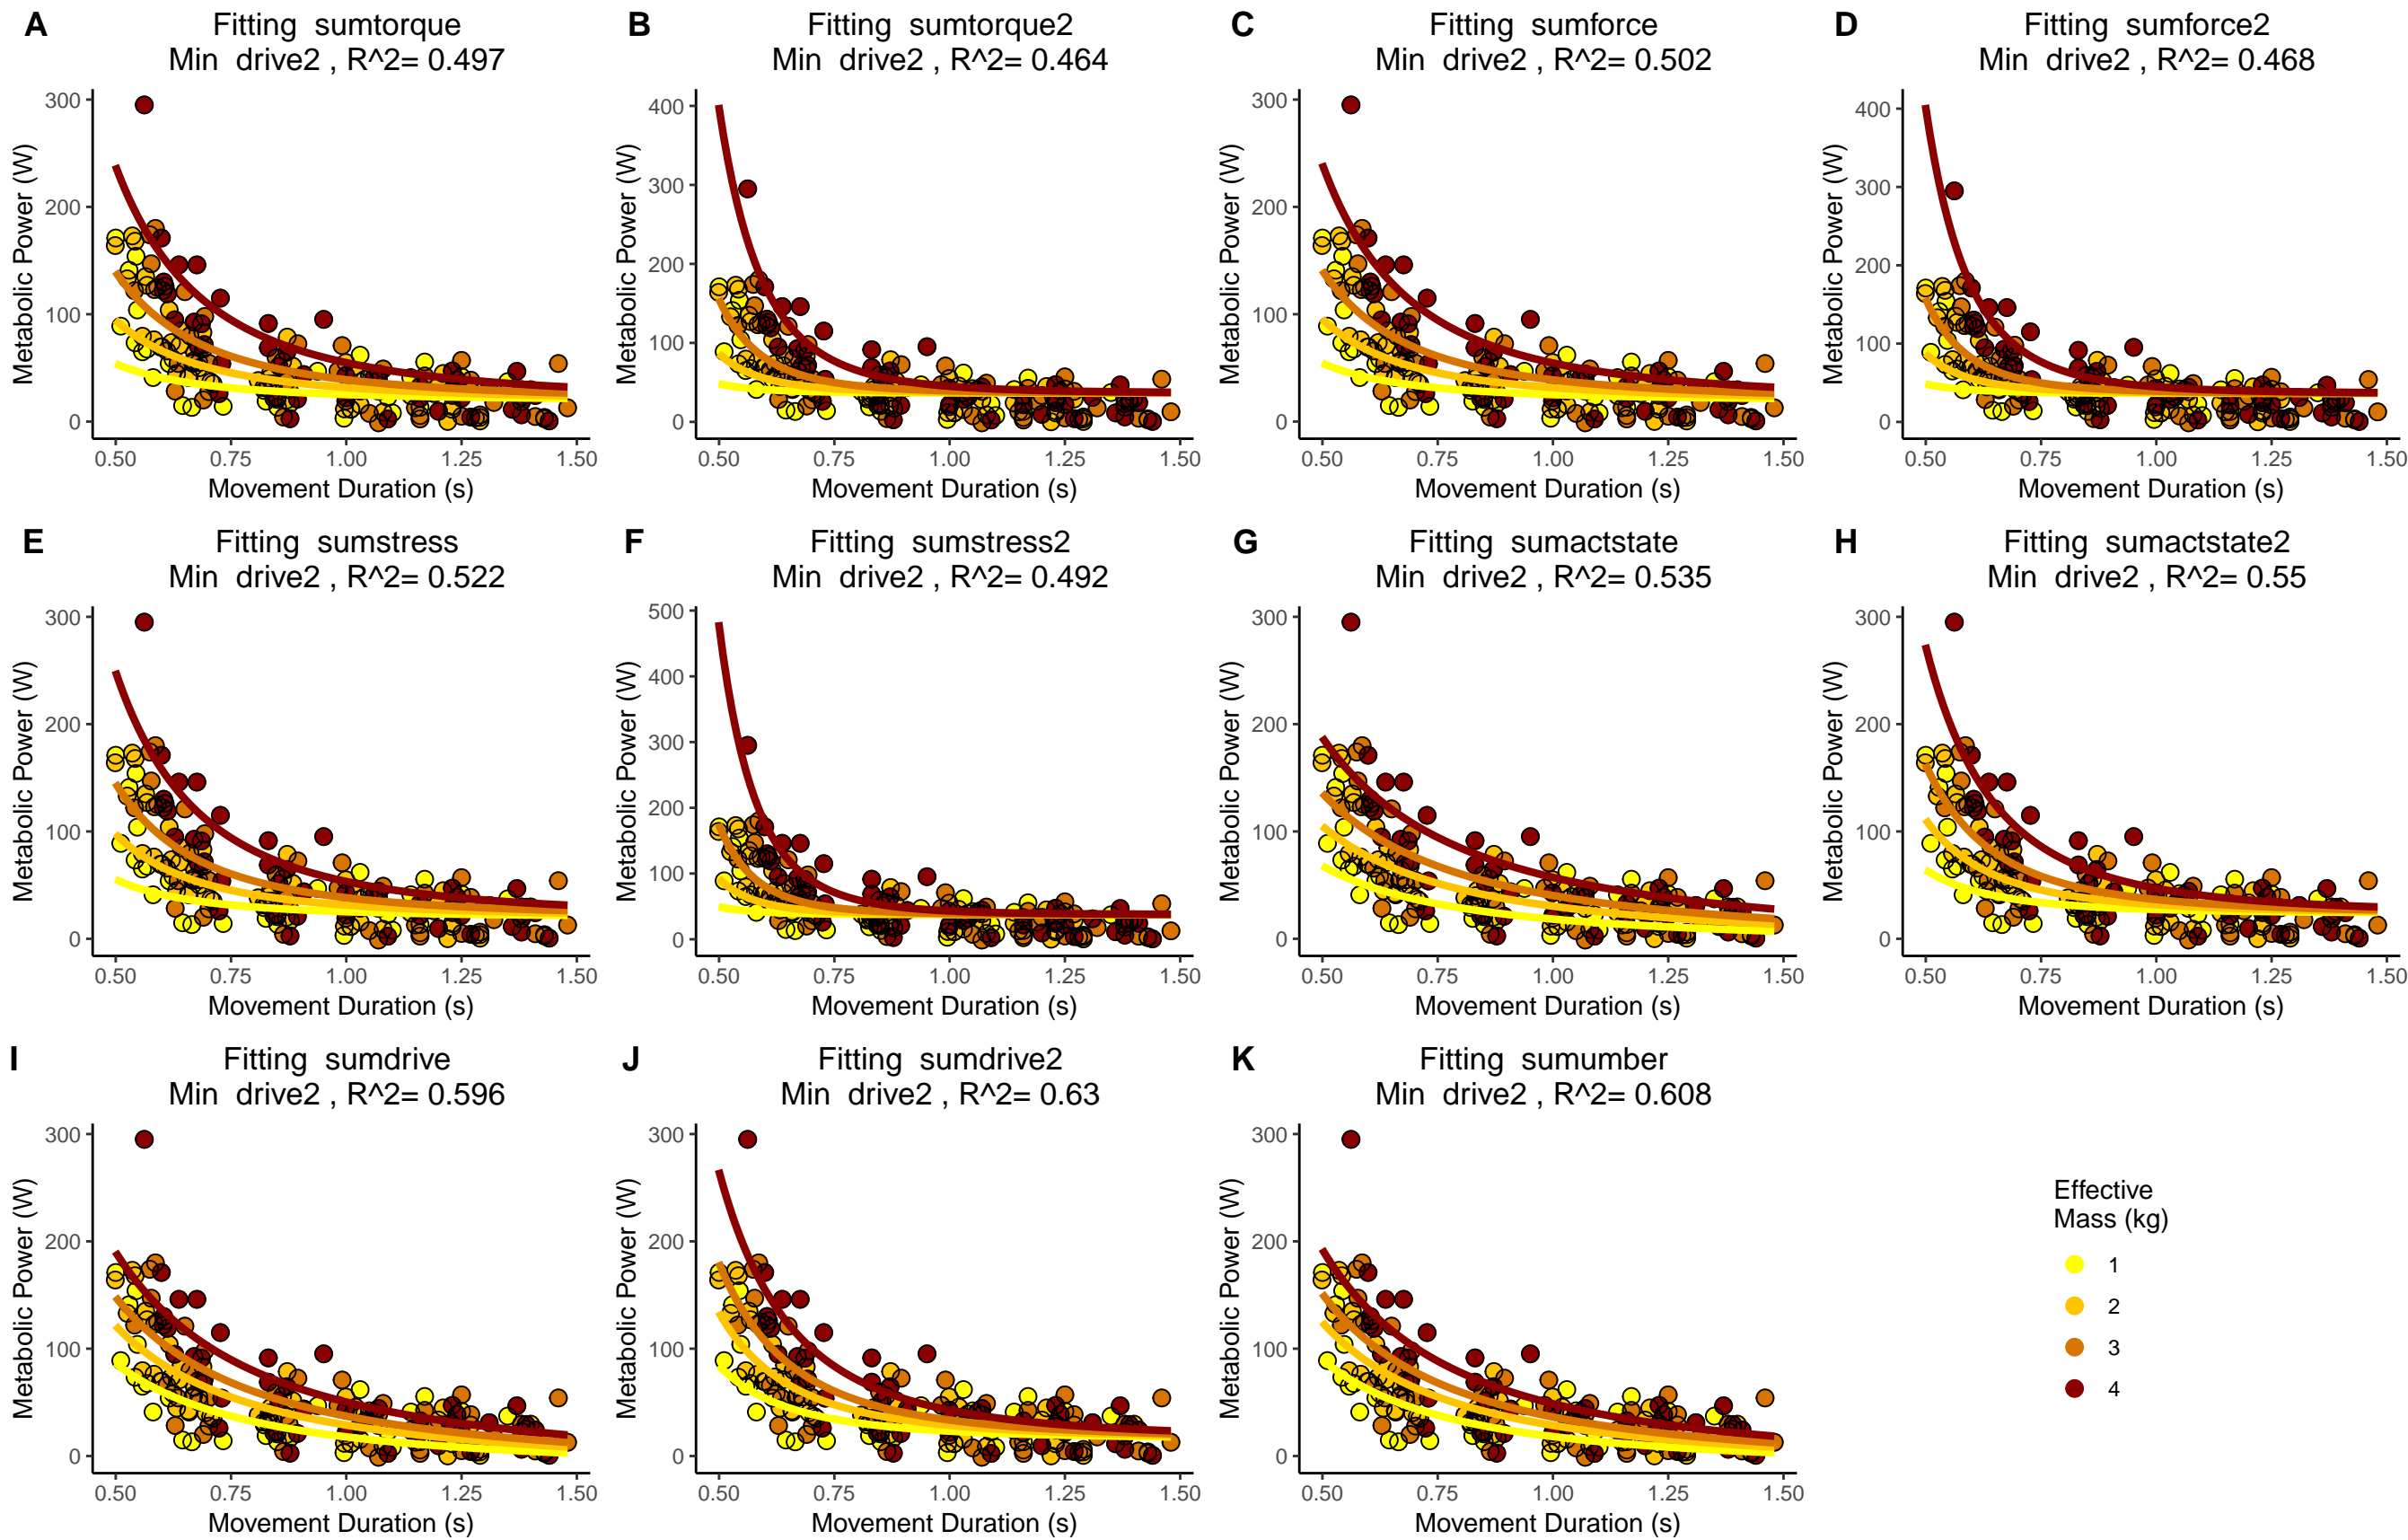 A
Fitting sumtorque
Min drive2 , R^2= 0.497
Metabolic Power (W)
300
200
100
0
0.50 0.75 1.00 1.25 1.50
Movement Duration (s)
B
Fitting sumtorque2
Min drive2 , R^2= 0.464
Metabolic Power (W)
400
300
200
100
0
0.50 0.75 1.00 1.25 1.50
Movement Duration (s)
C
Fitting sumforce
Min drive2 , R^2= 0.502
Metabolic Power (W)
300
200
100
0
0.50 0.75 1.00 1.25 1.50
Movement Duration (s)
D
Fitting sumforce2
Min drive2 , R^2= 0.468
Metabolic Power (W)
400
300
200
100
0
0.50 0.75 1.00 1.25 1.50
Movement Duration (s)
E
Fitting sumstress
Min drive2 , R^2= 0.522
Metabolic Power (W)
300
200
100
0
0.50 0.75 1.00 1.25 1.50
Movement Duration (s)
F
Fitting sumstress2
Min drive2 , R^2= 0.492
Metabolic Power (W)
500
400
300
200
100
0
0.50 0.75 1.00 1.25 1.50
Movement Duration (s)
G
Fitting sumactstate
Min drive2 , R^2= 0.535
Metabolic Power (W)
300
200
100
0
0.50 0.75 1.00 1.25 1.50
Movement Duration (s)
H
Fitting sumactstate2
Min drive2 , R^2= 0.55
Metabolic Power (W)
300
200
100
0
0.50 0.75 1.00 1.25 1.50
Movement Duration (s)
I
Fitting sumdrive
Min drive2 , R^2= 0.596
Metabolic Power (W)
300
200
100
0
0.50 0.75 1.00 1.25 1.50
Movement Duration (s)
J
Fitting sumdrive2
Min drive2 , R^2= 0.63
Metabolic Power (W)
300
200
100
0
0.50 0.75 1.00 1.25 1.50
Movement Duration (s)
K
Fitting sumumber
Min drive2 , R^2= 0.608
Metabolic Power (W)
300
200
100
0
0.50 0.75 1.00 1.25 1.50
Movement Duration (s)
Effective
Mass (kg)
1
2
3
4